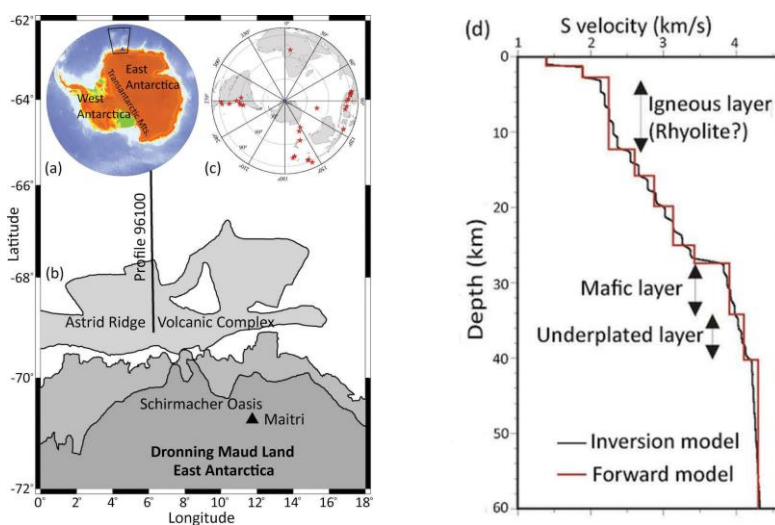 -62°
-64°
-66°
-68°
-70°
-72°
Latitude
East
Antarctica
West
Antarctica
Transantarctic Mts.
(a)
(c)
(b)
Profile 96100
Astrid Ridge
Volcanic Complex
Schirmacher Oasis
▲ Maitri
Dronning Maud Land
East Antarctica
0° 2° 4° 6° 8° 10° 12° 14° 16° 18°
Longitude
(d)
S velocity (km/s)
1 2 3 4
0
10
20
30
40
50
60
Depth (km)
Igneous layer
(Rhyolite?)
Mafic layer
Underplated layer
Inversion model
Forward model